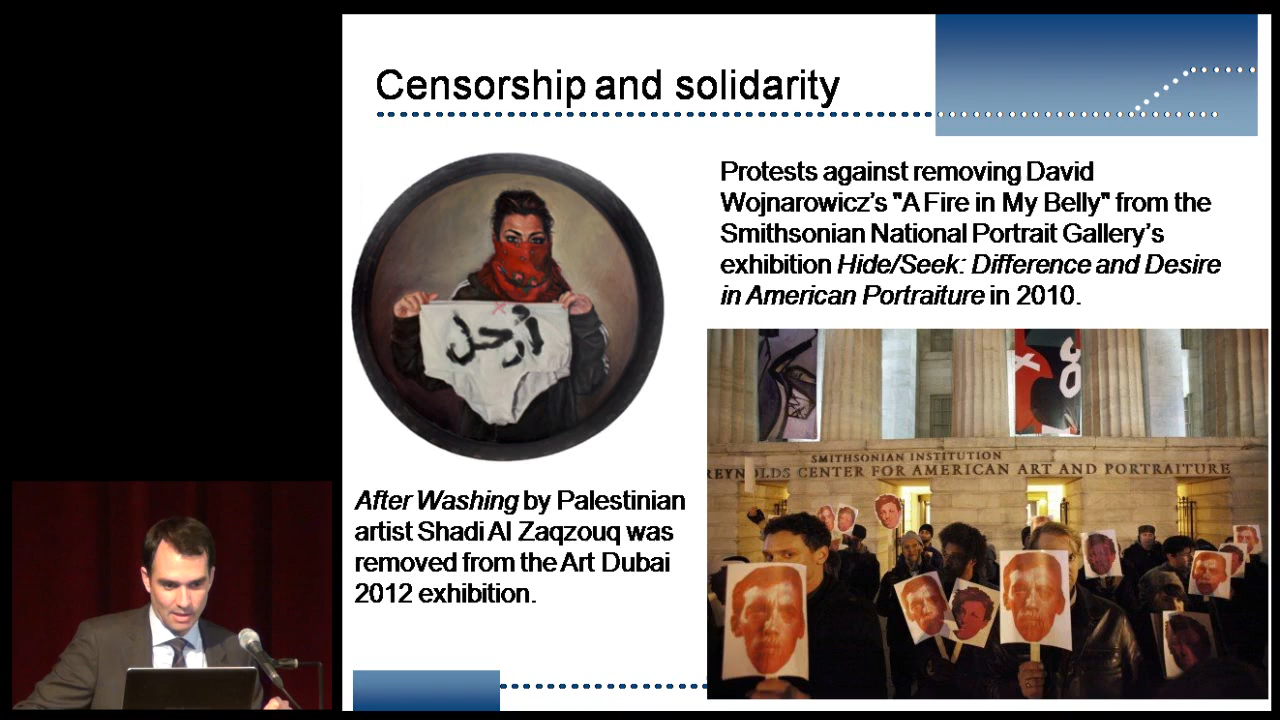 Censorship and solidarity
ارحل
After Washing by Palestinian
artist Shadi Al Zaqzouq was
removed from the Art Dubai
2012 exhibition.
Protests against removing David
Wojnarowicz's "A Fire in My Belly" from the
Smithsonian National Portrait Gallery's
exhibition Hide/Seek: Difference and Desire
in American Portraiture in 2010.
SMITHSONIAN INSTITUTION
REYNOLDS CENTER FOR AMERICAN ART AND PORTRAITURE